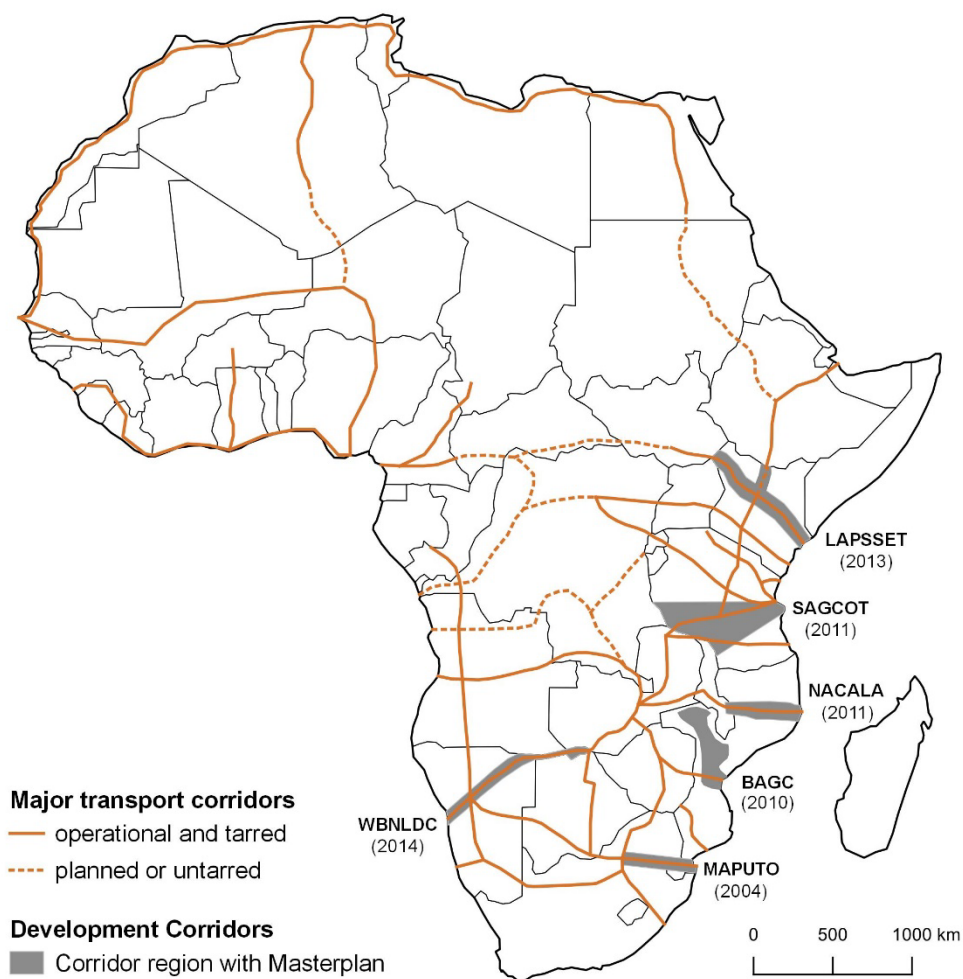 LAPSSET
(2013)
SAGCOT
(2011)
NACALA
(2011)
BAGC
(2010)
WBNLDC
(2014)
MAPUTO
(2004)
Major transport corridors
operational and tarred
planned or untarred
Development Corridors
Corridor region with Masterplan
0 500 1000 km